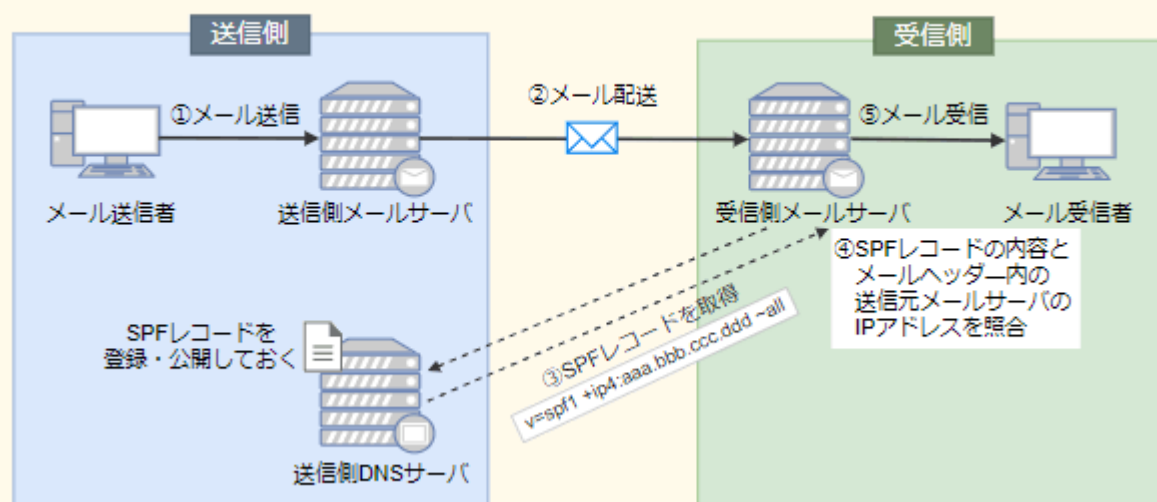 送信側
受信側
①メール送信
②メール配送
⑤メール受信
メール送信者
送信側メールサーバ
受信側メールサーバ
メール受信者
④SPFレコードの内容と
メールヘッダー内の
送信元メールサーバの
IPアドレスを照合
SPFレコードを
登録・公開しておく
③SPFレコードを取得
v=spf1 +ip4:aaa.bbb.ccc.ddd ~all
送信側DNSサーバ